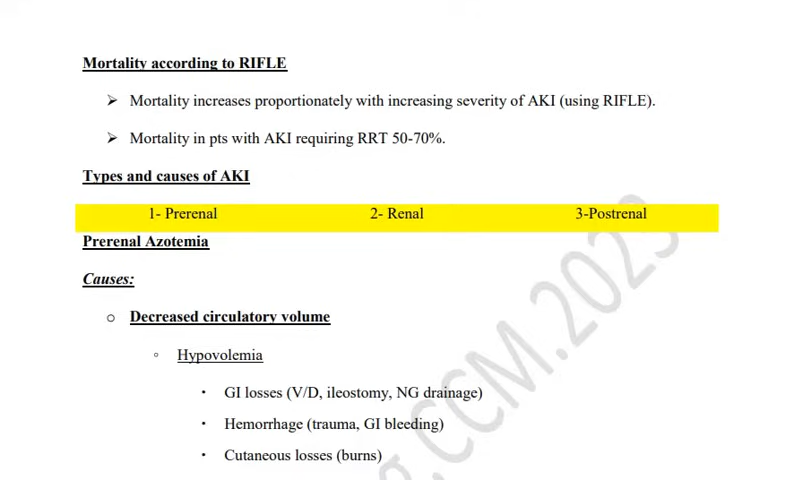 Mortality according to RIFLE
➢ Mortality increases proportionately with increasing severity of AKI (using RIFLE).
➢ Mortality in pts with AKI requiring RRT 50-70%.
Types and causes of AKI
1- Prerenal 2- Renal 3-Postrenal
Prerenal Azotemia
Causes:
o Decreased circulatory volume
◦ Hypovolemia
• GI losses (V/D, ileostomy, NG drainage)
• Hemorrhage (trauma, GI bleeding)
• Cutaneous losses (burns)
.CCM.2023